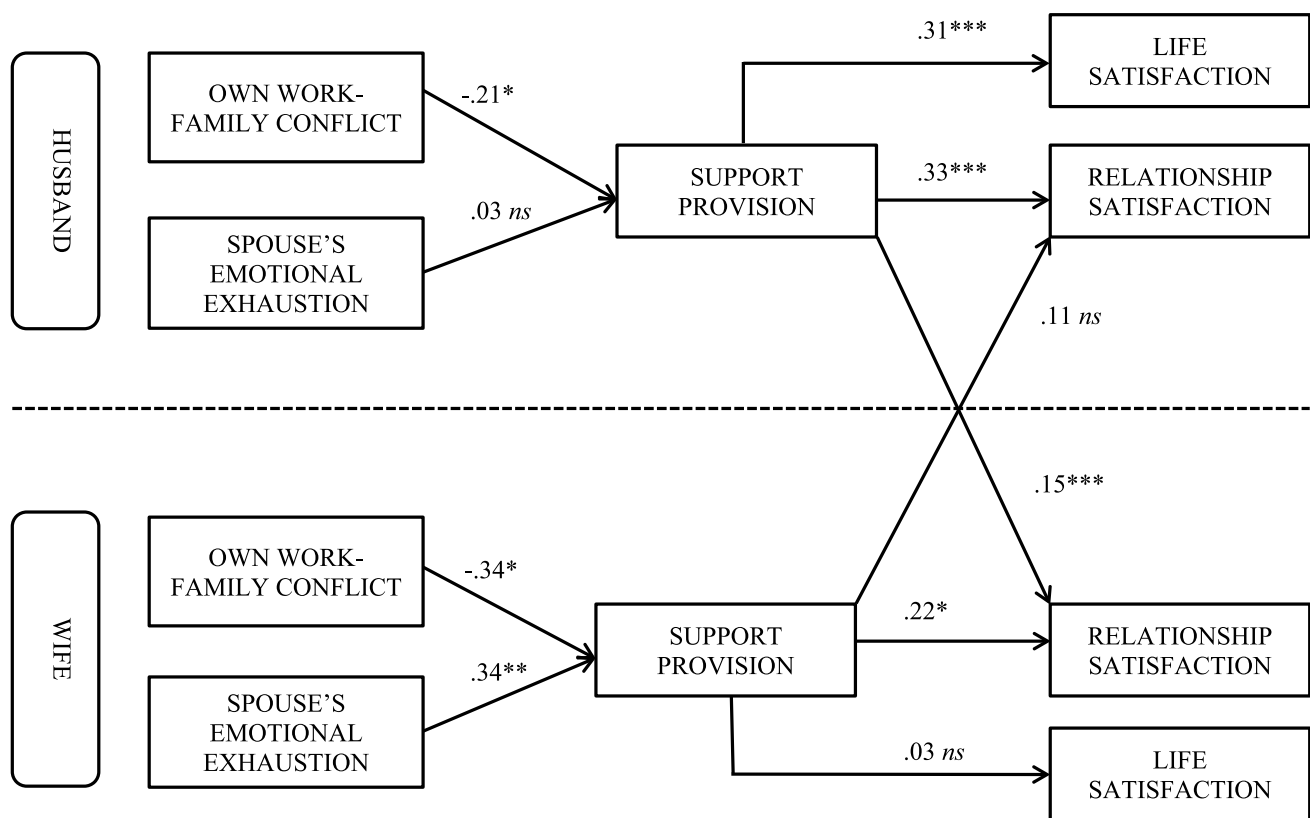 HUSBAND
OWN WORK-
FAMILY CONFLICT
SPOUSE'S
EMOTIONAL
EXHAUSTION
-.21*
.03 ns
SUPPORT
PROVISION
.31***
.33***
LIFE
SATISFACTION
RELATIONSHIP
SATISFACTION
.11 ns
.15***
WIFE
OWN WORK-
FAMILY CONFLICT
SPOUSE'S
EMOTIONAL
EXHAUSTION
-.34*
.34**
SUPPORT
PROVISION
.22*
.03 ns
RELATIONSHIP
SATISFACTION
LIFE
SATISFACTION